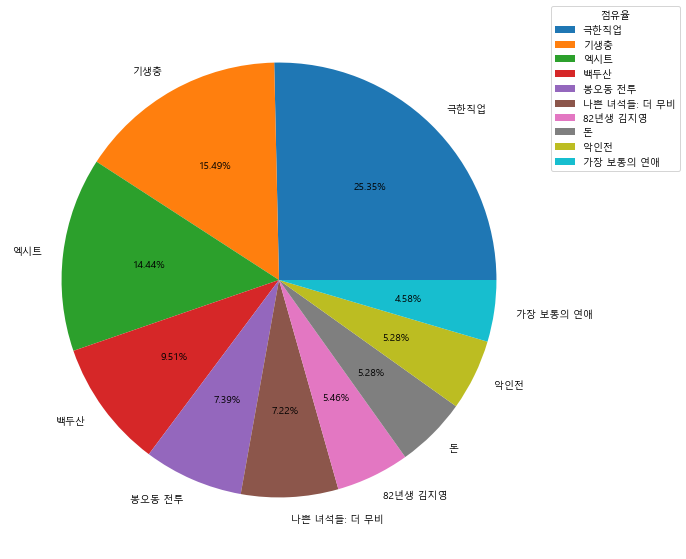 점유율
극한직업
기생충
엑시트
백두산
봉오동 전투
나쁜 녀석들: 더 무비
82년생 김지영
돈
악인전
가장 보통의 연애
기생충
극한직업
15.49%
25.35%
엑시트
14.44%
4.58%
가장 보통의 연애
5.28%
9.51%
5.28%
악인전
7.39%
5.46%
7.22%
백두산
돈
봉오동 전투
82년생 김지영
나쁜 녀석들: 더 무비